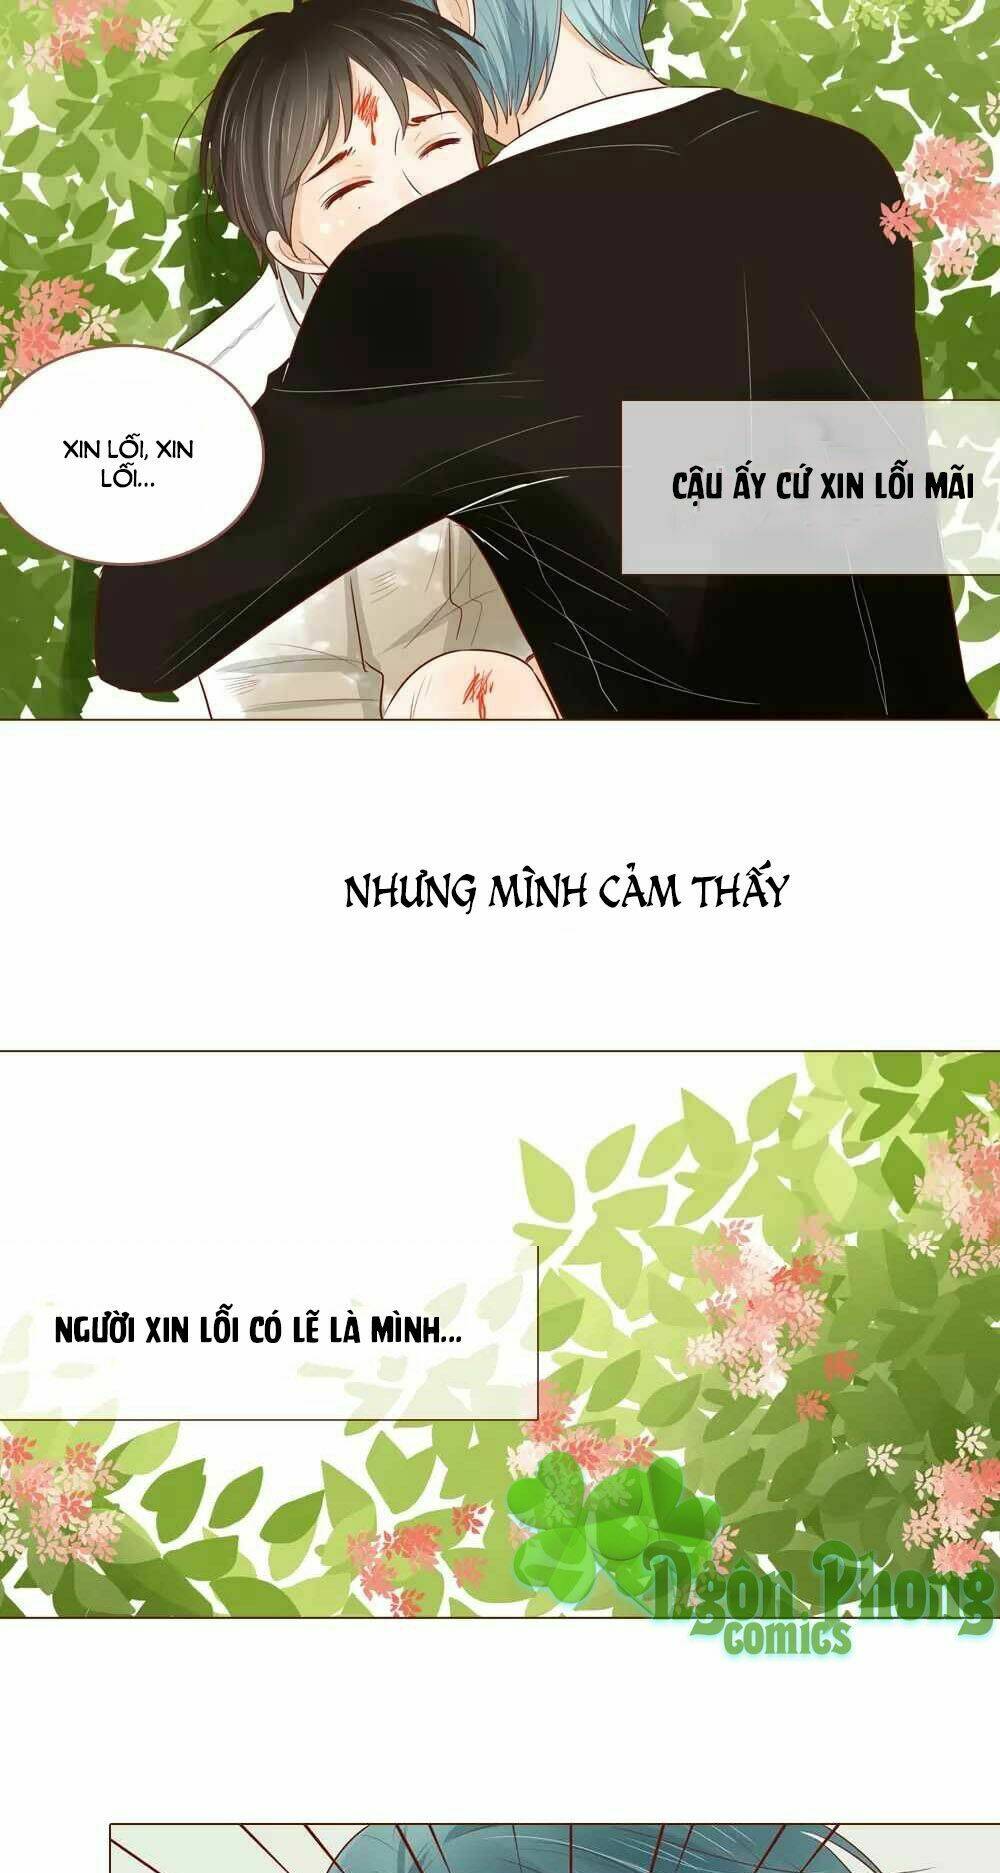 XIN LỖI, XIN
LỖI...
CẬU ẤY CỨ XIN LỖI MÃI
NHƯNG MÌNH CẢM THẤY
NGƯỜI XIN LỖI CÓ LẼ LÀ MÌNH...
Ngôn Phong
comics